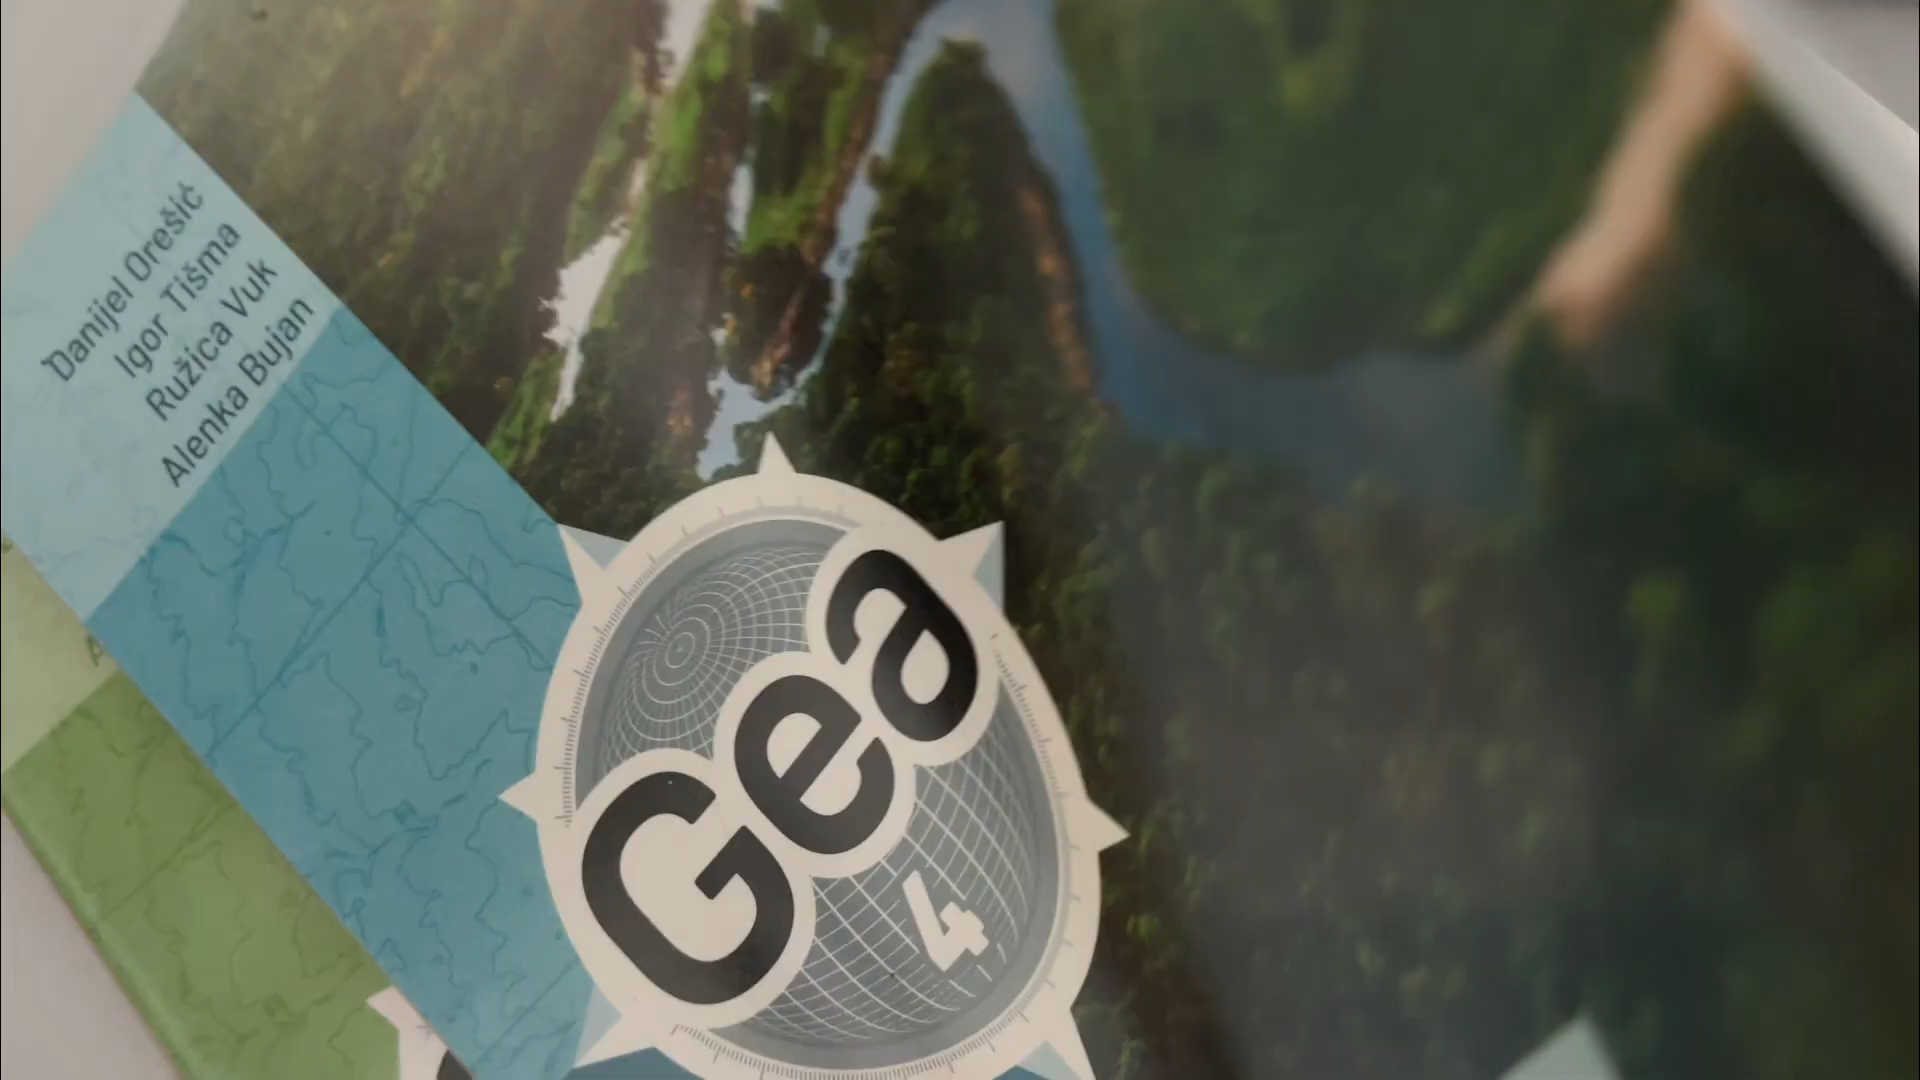 Danijel Orešić
Igor Tišma
Ružica Vuk
Alenka Bujan
Gea
4